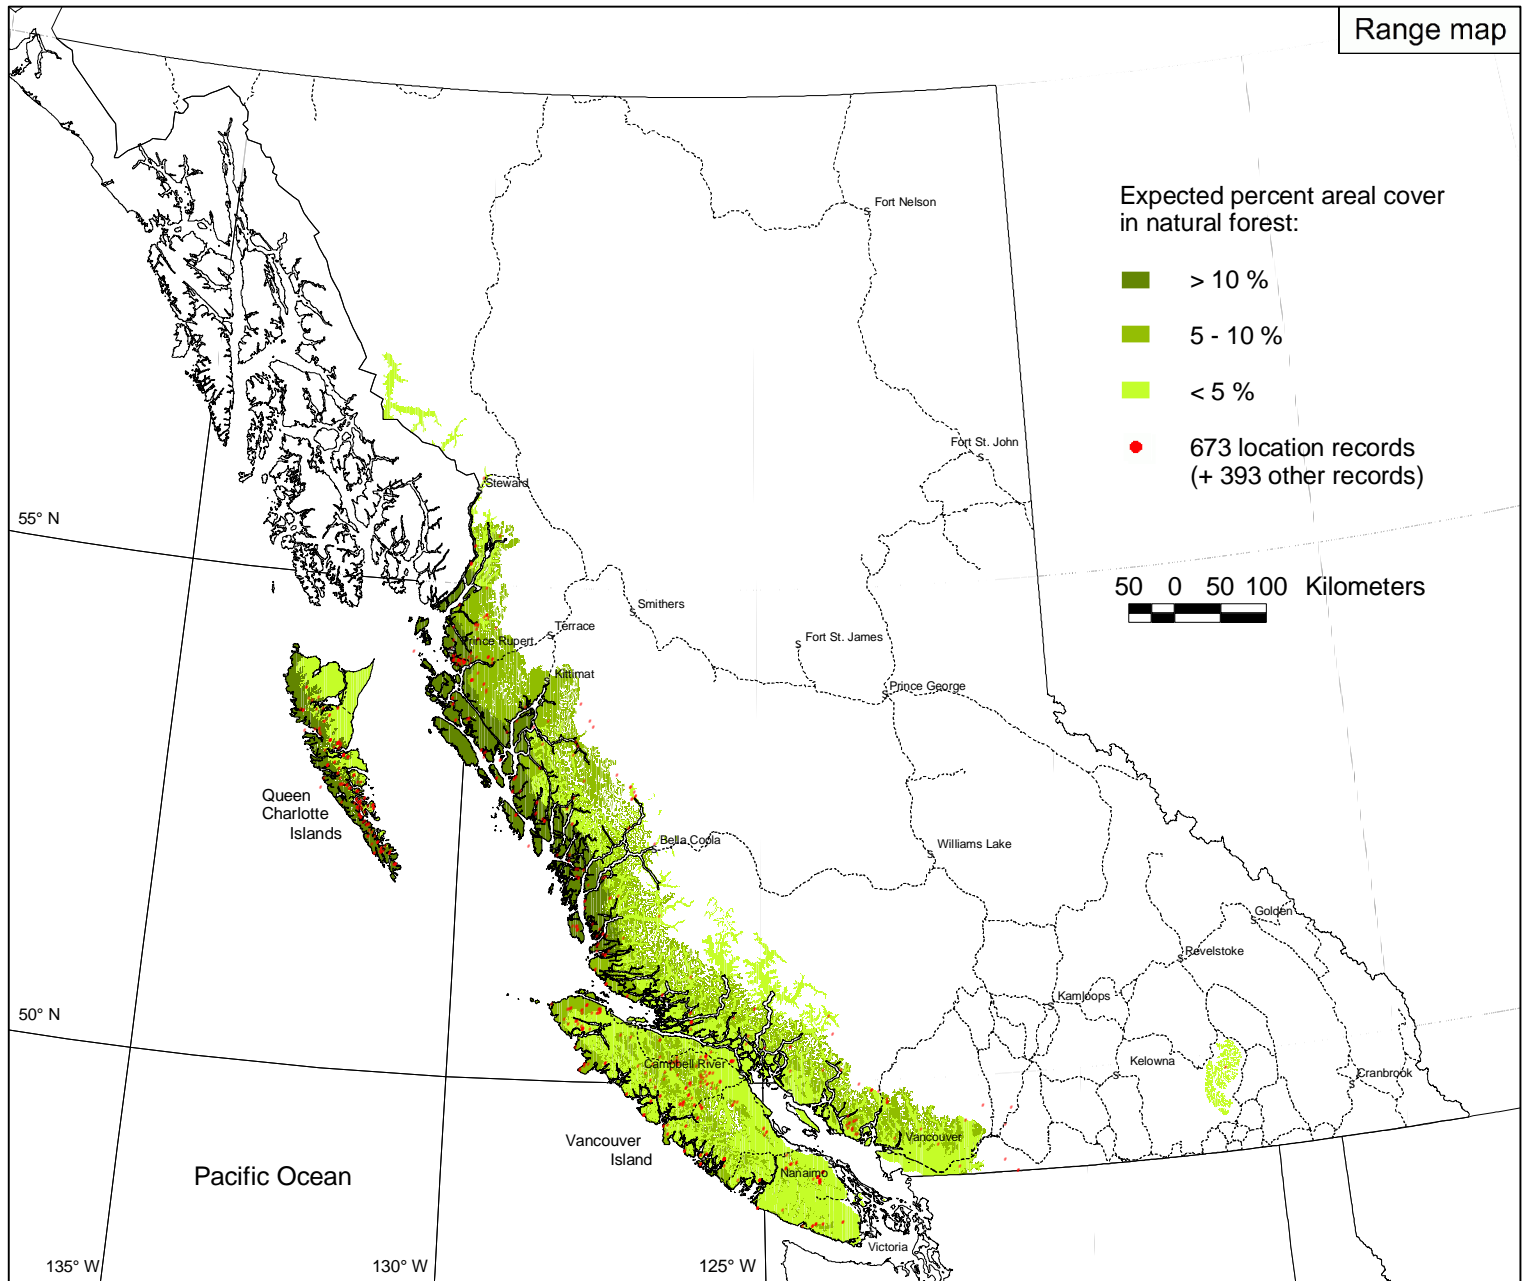 Range map
Fort Nelson
Expected percent areal cover
in natural forest:
> 10 %
5 - 10 %
< 5 %
673 location records
(+ 393 other records)
Fort St. John
Steward
55° N
50 0 50 100 Kilometers
Smithers
Terrace
Fort St. James
Prince Rupert
Kittimat
Prince George
Queen
Charlotte
Islands
Bella Coola
Williams Lake
Golden
Revelstoke
Kamloops
50° N
Campbell River
Kelowna
Cranbrook
Vancouver
Vancouver
Island
Nanaimo
Pacific Ocean
Victoria
135° W
130° W
125° W